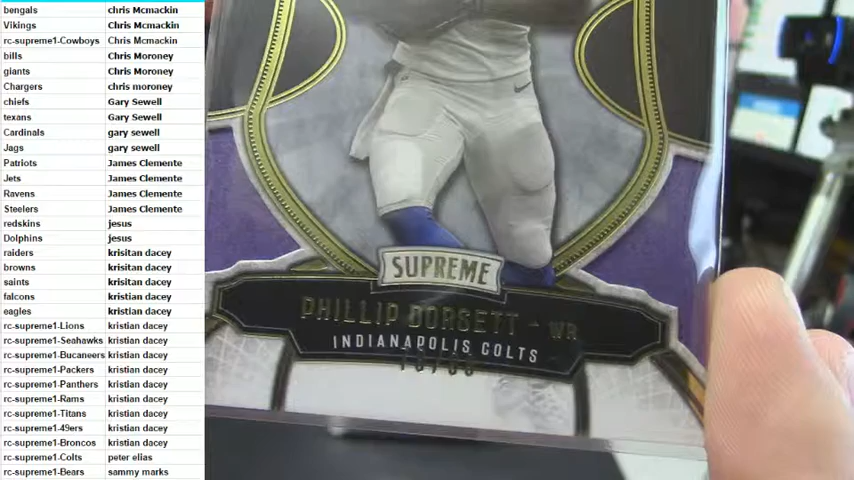 bengals chris Mcmackin
Vikings Chris Mcmackin
rc-supreme1-Cowboys Chris Mcmackin
bills Chris Moroney
giants Chris Moroney
Chargers chris moroney
chiefs Gary Sewell
texans Gary Sewell
Cardinals gary sewell
Jags gary sewell
Patriots James Clemente
Jets James Clemente
Ravens James Clemente
Steelers James Clemente
redskins jesus
Dolphins jesus
raiders krisitan dacey
browns krisitan dacey
saints kristian dacey
falcons kristian dacey
eagles kristian dacey
rc-supreme1-Lions kristian dacey
rc-supreme1-Seahawks kristian dacey
rc-supreme1-Bucaneers kristian dacey
rc-supreme1-Packers kristian dacey
rc-supreme1-Panthers kristian dacey
rc-supreme1-Rams kristian dacey
rc-supreme1-Titans kristian dacey
rc-supreme1-49ers kristian dacey
rc-supreme1-Broncos kristian dacey
rc-supreme1-Colts peter elias
rc-supreme1-Bears sammy marks
SUPREME
PHILLIP DORSETT - WR
INDIANAPOLIS COLTS